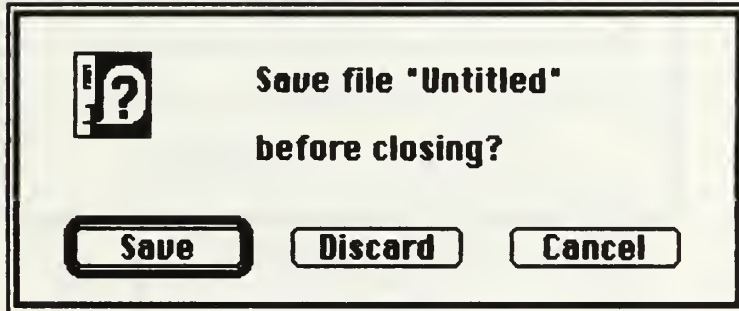 ?
Save file "Untitled"
before closing?
Save
Discard
Cancel